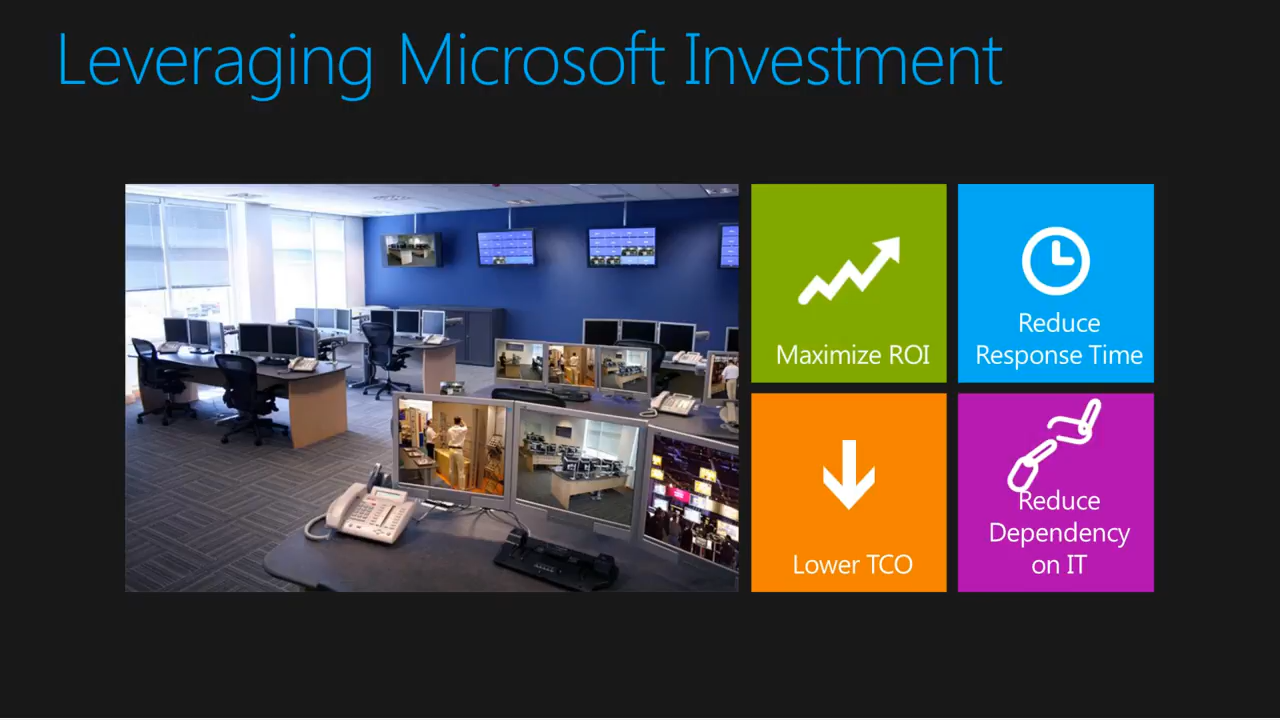 Leveraging Microsoft Investment
Maximize ROI
Reduce
Response Time
Lower TCO
Reduce
Dependency
on IT